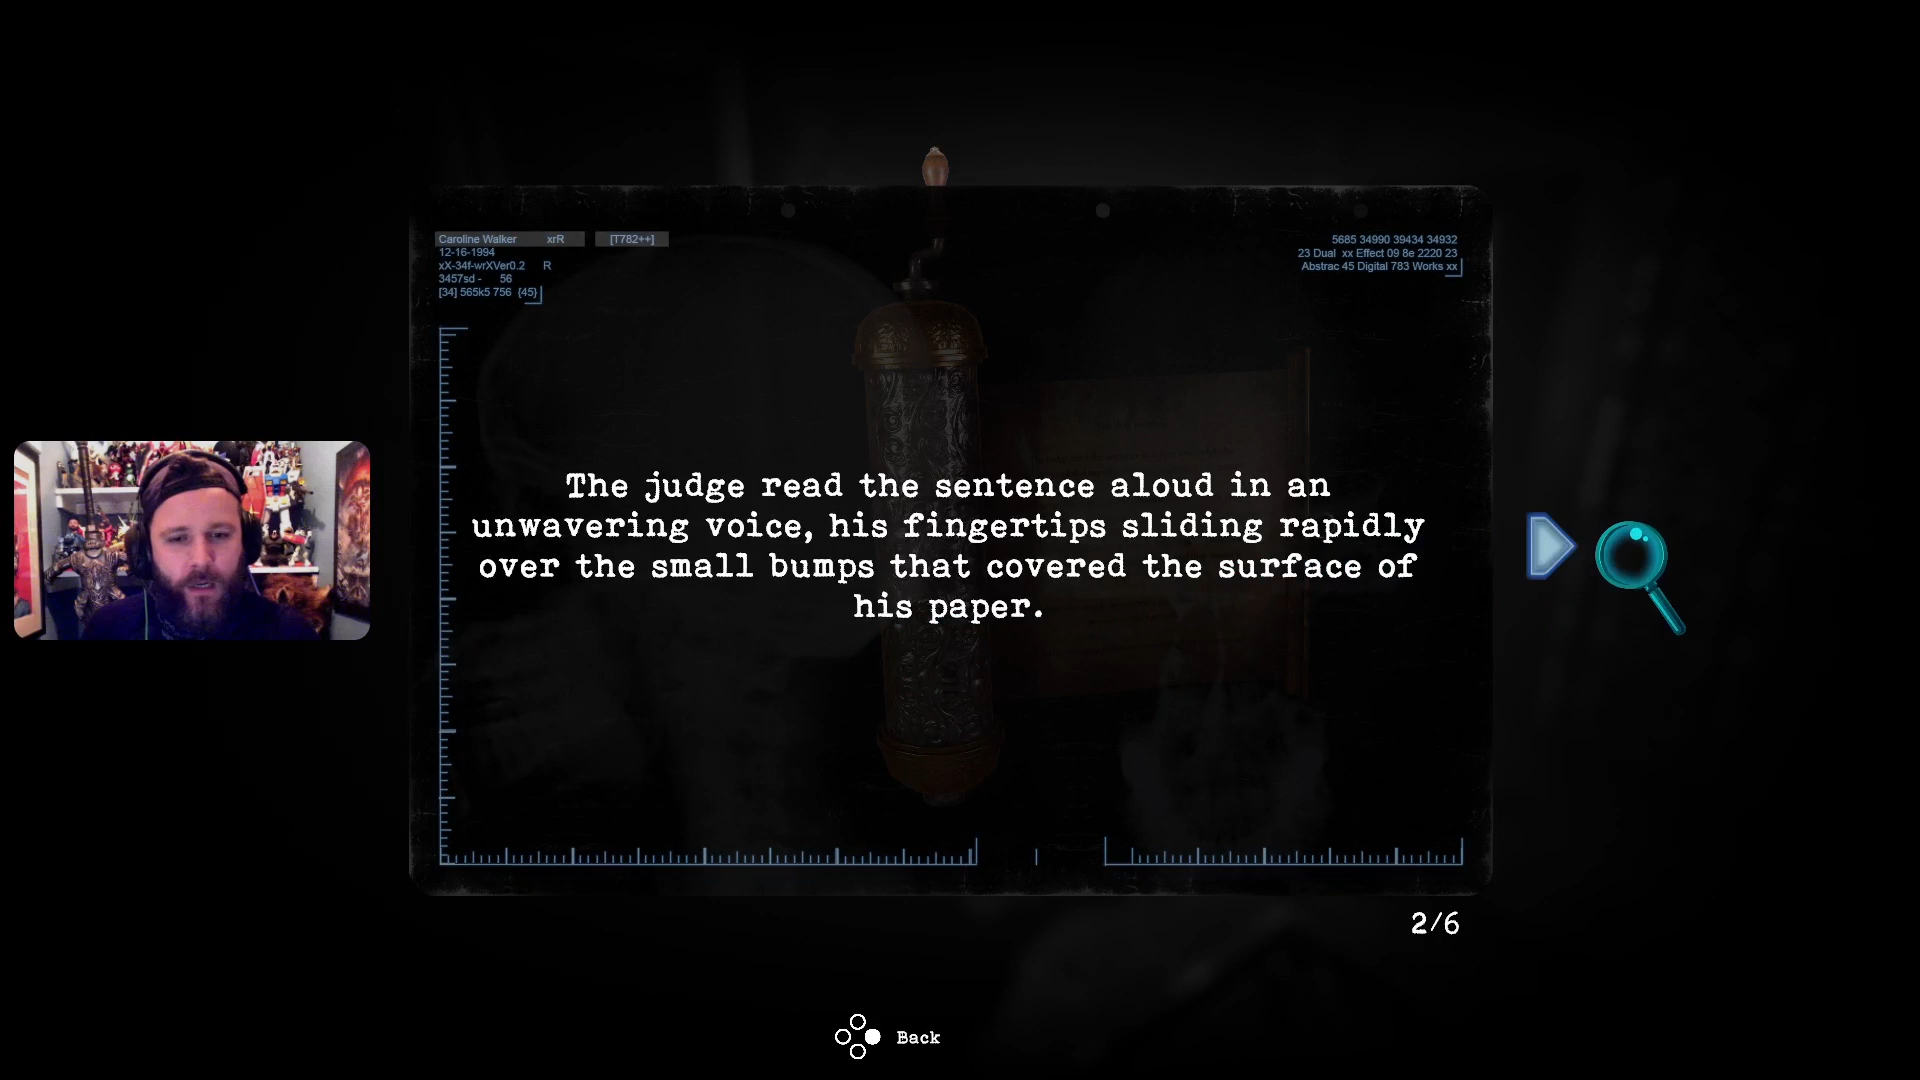 Caroline Walker xrR [T782++]
12-16-1994
xX-34f-wrXVer0.2 R
3457sd - 56
[34] 565k5 756 {45}
5685 34990 39434 34932
23 Dual xx Effect 09 8e 2220 23
Abstrac 45 Digital 783 Works xx
The judge read the sentence aloud in an
unwavering voice, his fingertips sliding rapidly
over the small bumps that covered the surface of
his paper.
2/6
Back